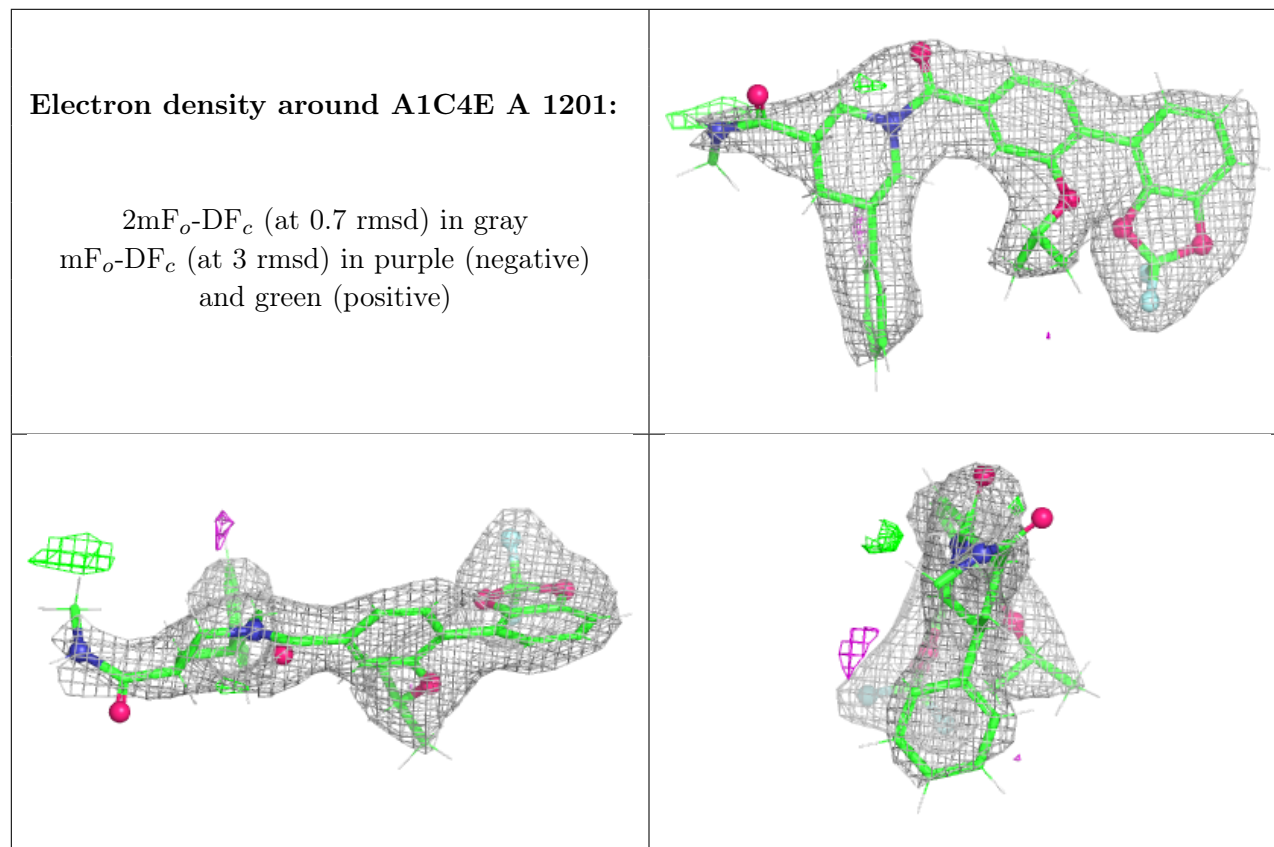 Electron density around A1C4E A 1201:
2mFₒ-DF𝒸 (at 0.7 rmsd) in gray
mFₒ-DF𝒸 (at 3 rmsd) in purple (negative)
and green (positive)